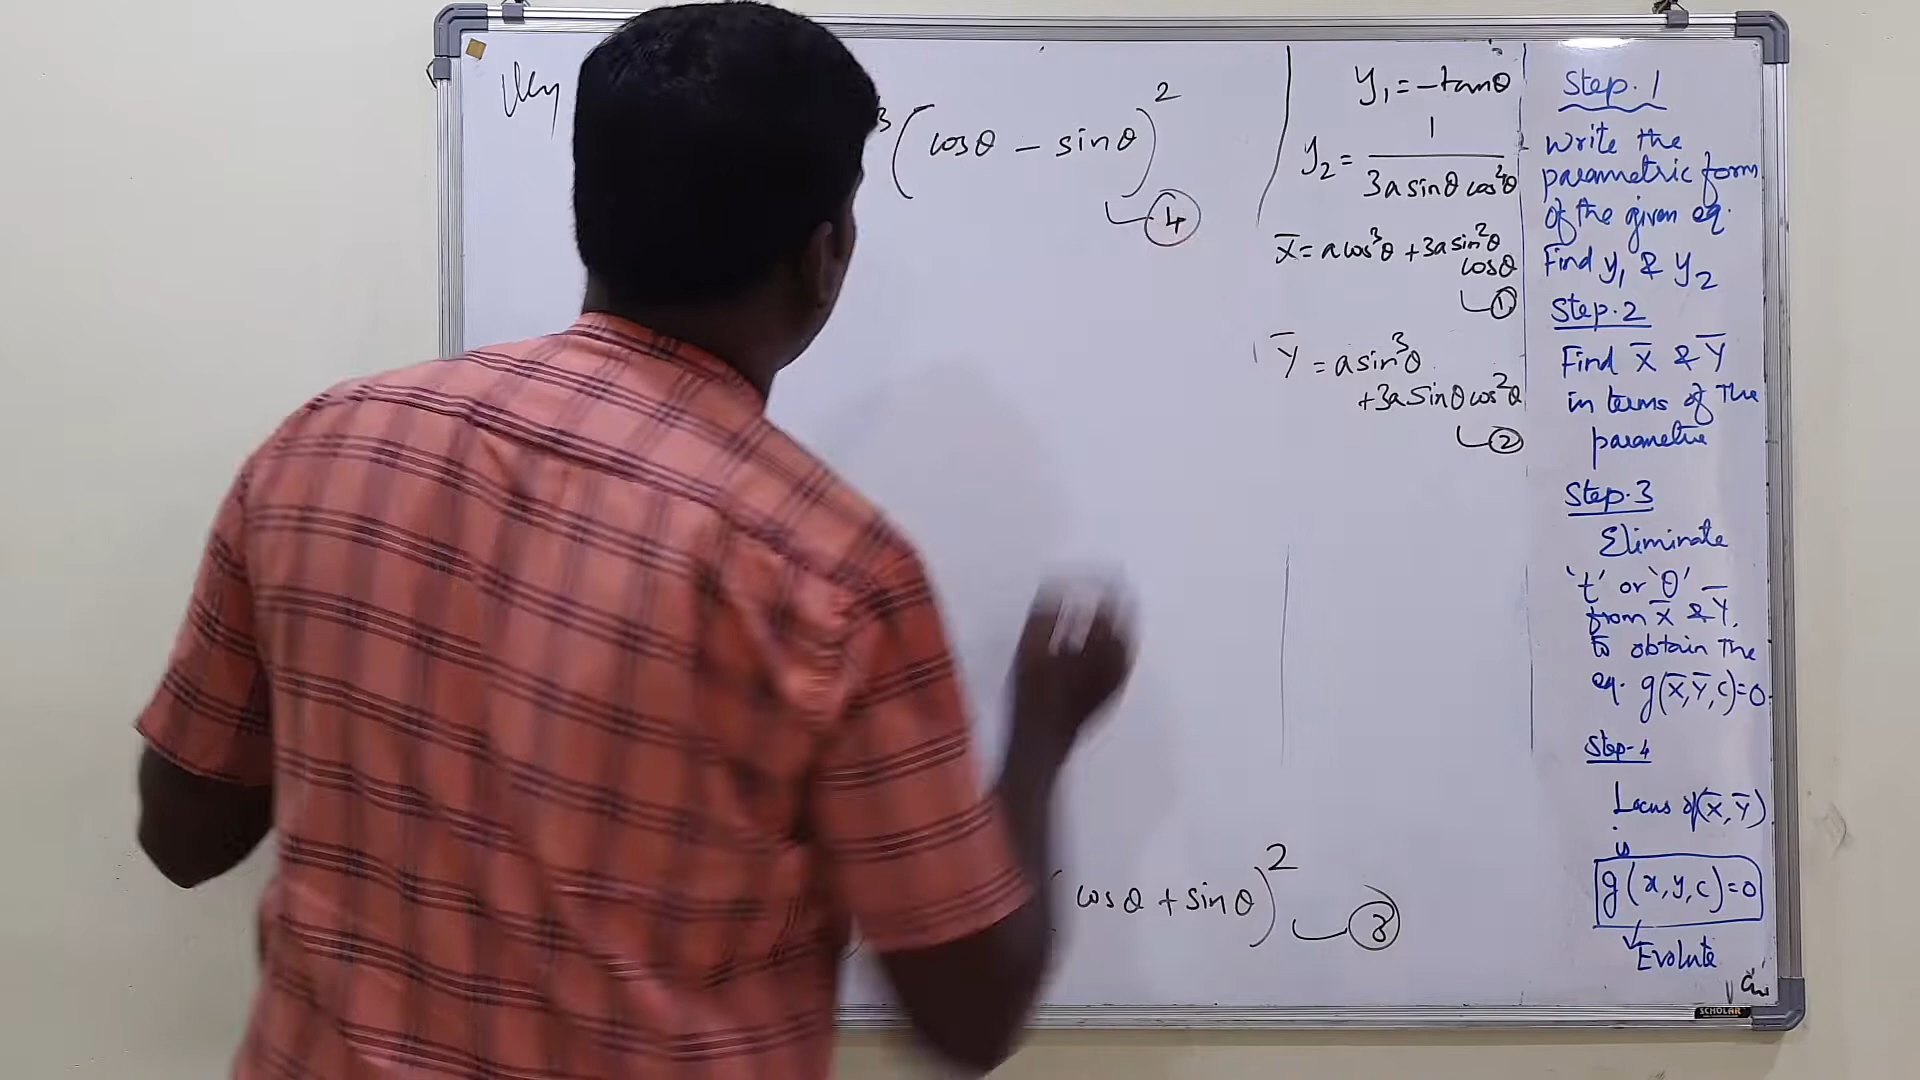 3 (cosθ - sinθ)²
④
y₁ = -tanθ
y₂ = 1 / 3a sinθ cos⁴θ
X̄ = a cos³θ + 3a sin²θ
cosθ
①
Ȳ = a sin³θ
+3a sinθ cos²θ
②
cosθ + sinθ)² ③
Step.1
Write the
parametric form
of the given eq.
Find y₁ & y₂
Step.2
Find X̄ & Ȳ
in terms of the
Step.3
Eliminate
't' or 'θ'
from X̄ & Ȳ,
to obtain the
eq. g(X̄,Ȳ,c)=0
Step-4
Locus of (X̄,Ȳ)
is
g(x,y,c)=0
Evolute
SCHOLAR